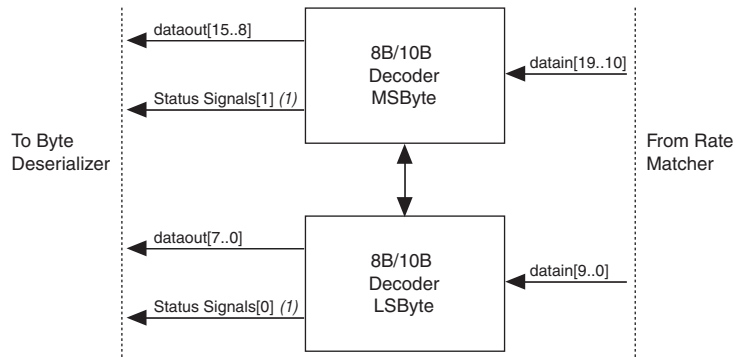 dataout[15..8]
8B/10B
Decoder
MSByte
datain[19..10]
Status Signals[1] (1)
To Byte
Deserializer
From Rate
Matcher
dataout[7..0]
8B/10B
Decoder
LSByte
datain[9..0]
Status Signals[0] (1)